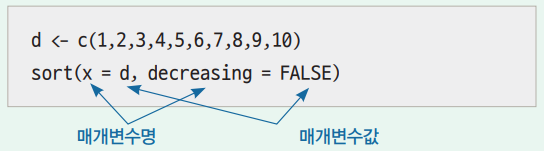 d <- c(1,2,3,4,5,6,7,8,9,10)
sort(x = d, decreasing = FALSE)
매개변수명 매개변수값